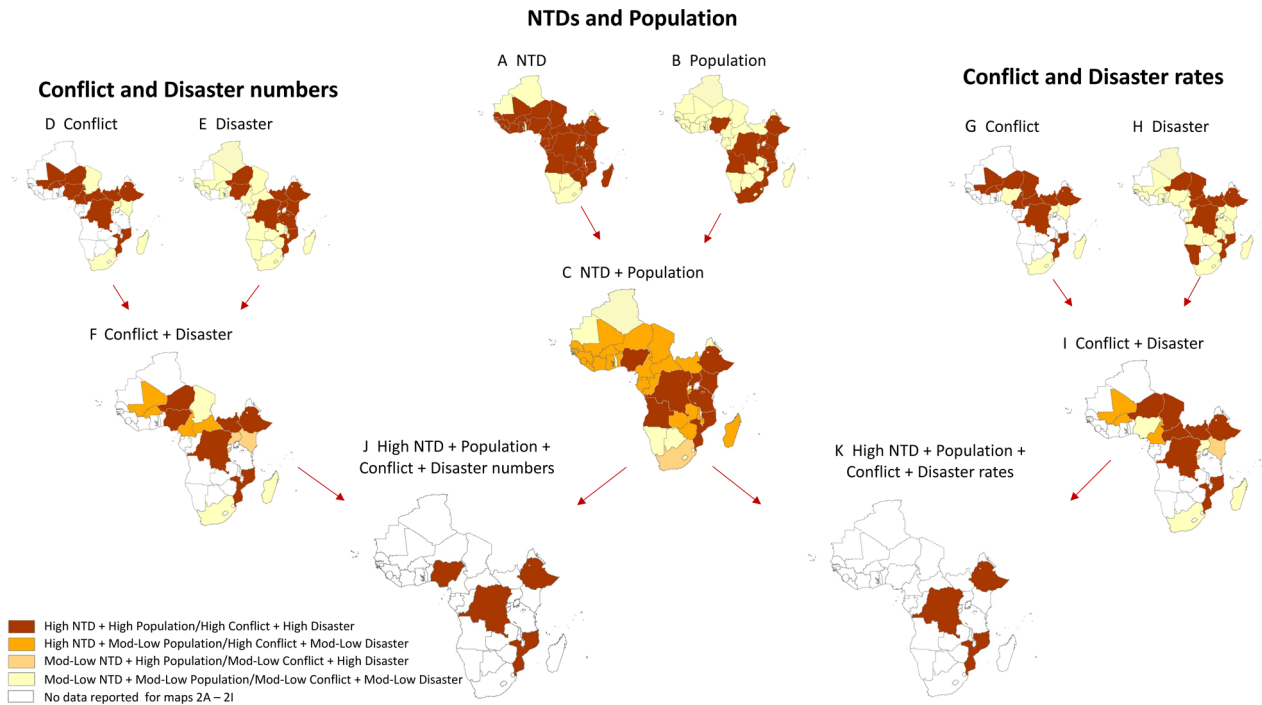 NTDs and Population
A NTD
B Population
Conflict and Disaster numbers
D Conflict
E Disaster
Conflict and Disaster rates
G Conflict
H Disaster
C NTD + Population
F Conflict + Disaster
I Conflict + Disaster
J High NTD + Population +
Conflict + Disaster numbers
K High NTD + Population +
Conflict + Disaster rates
High NTD + High Population/High Conflict + High Disaster
High NTD + Mod-Low Population/High Conflict + Mod-Low Disaster
Mod-Low NTD + High Population/Mod-Low Conflict + High Disaster
Mod-Low NTD + Mod-Low Population/Mod-Low Conflict + Mod-Low Disaster
No data reported for maps 2A – 2I